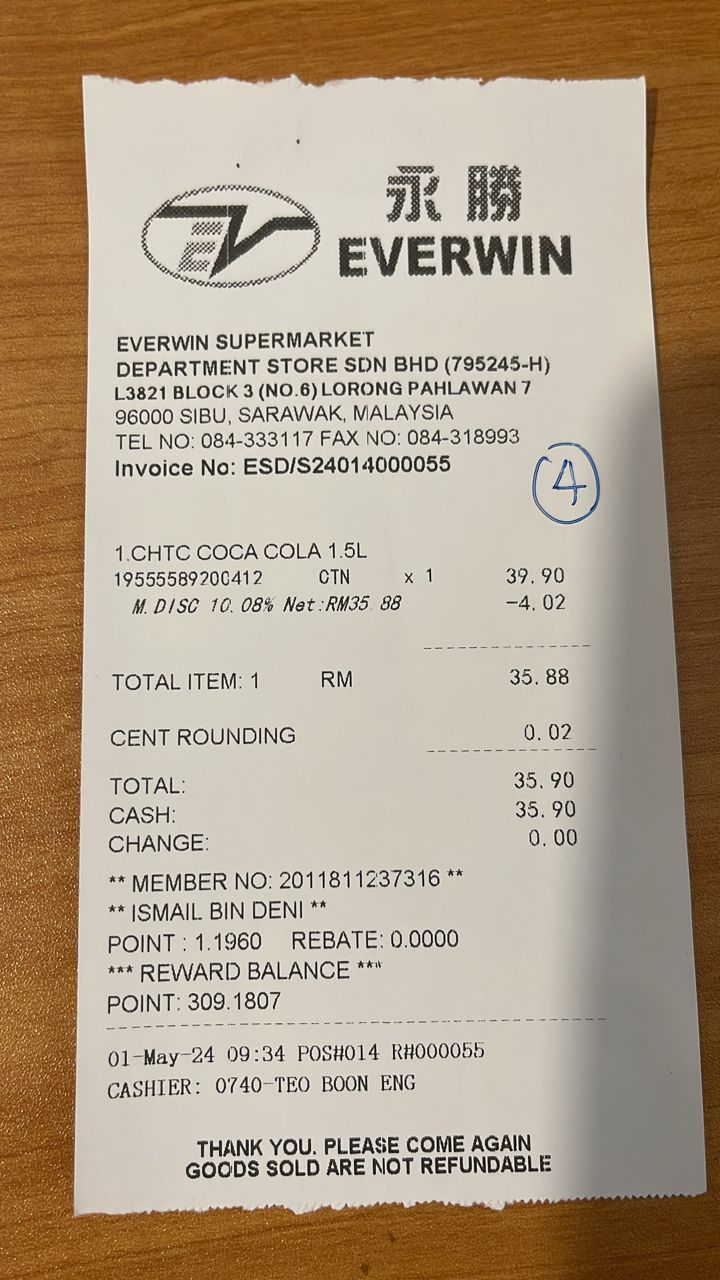 永勝
EV EVERWIN
EVERWIN SUPERMARKET
DEPARTMENT STORE SDN BHD (795245-H)
L3821 BLOCK 3 (NO.6) LORONG PAHLAWAN 7
96000 SIBU, SARAWAK, MALAYSIA
TEL NO: 084-333117 FAX NO: 084-318993
Invoice No: ESD/S24014000055
4
1.CHTC COCA COLA 1.5L
19555589200412 CTN x 1 39.90
M.DISC 10.08% Net:RM35.88 -4.02
TOTAL ITEM: 1 RM 35.88
CENT ROUNDING 0.02
TOTAL: 35.90
CASH: 35.90
CHANGE: 0.00
** MEMBER NO: 2011811237316 **
** ISMAIL BIN DENI **
POINT : 1.1960 REBATE: 0.0000
*** REWARD BALANCE ***
POINT: 309.1807
01-May-24 09:34 POS#014 R#000055
CASHIER: 0740-TEO BOON ENG
THANK YOU. PLEASE COME AGAIN
GOODS SOLD ARE NOT REFUNDABLE